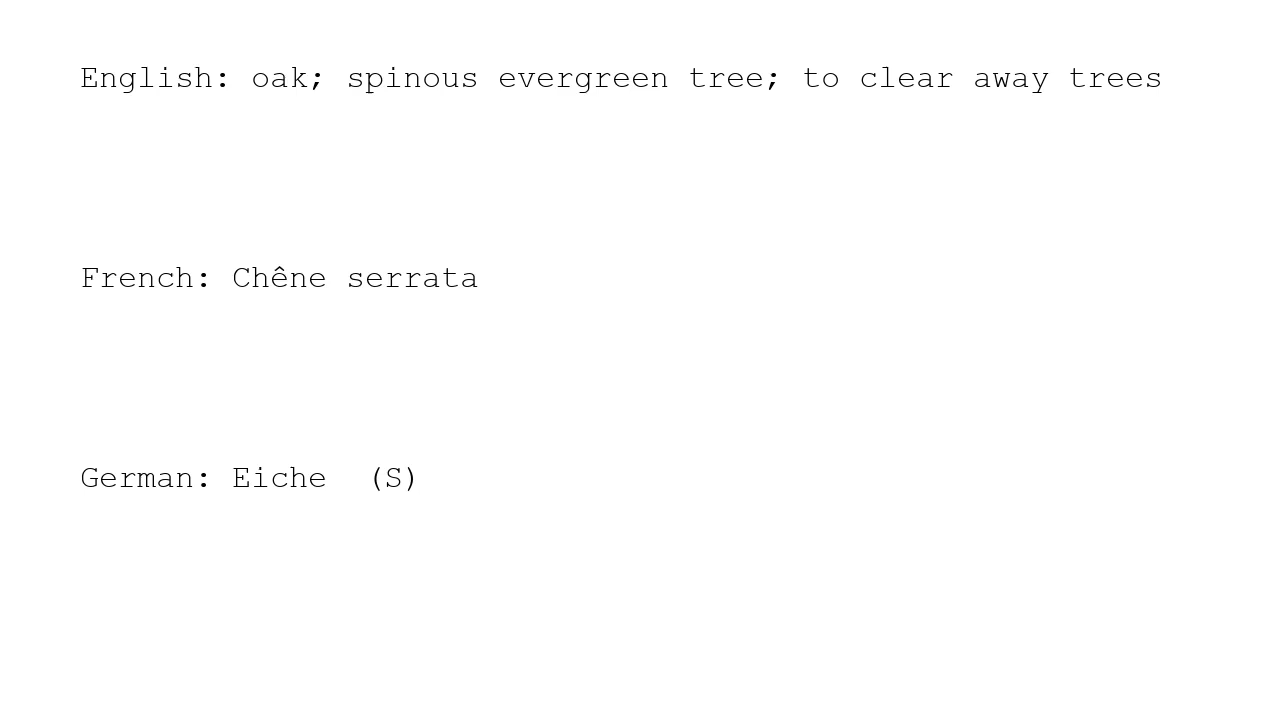 English: oak; spinous evergreen tree; to clear away trees
French: Chêne serrata
German: Eiche  (S)